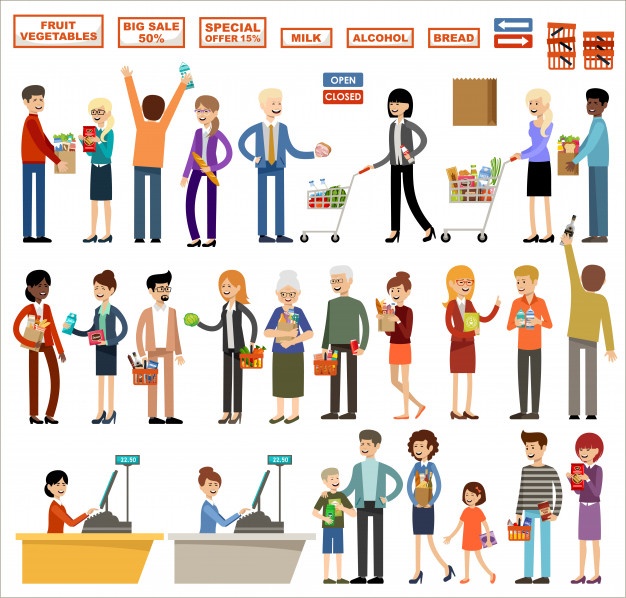 FRUIT
VEGETABLES
BIG SALE
50%
SPECIAL
OFFER 15%
MILK
ALCOHOL
BREAD
OPEN
CLOSED
22,50
22,50